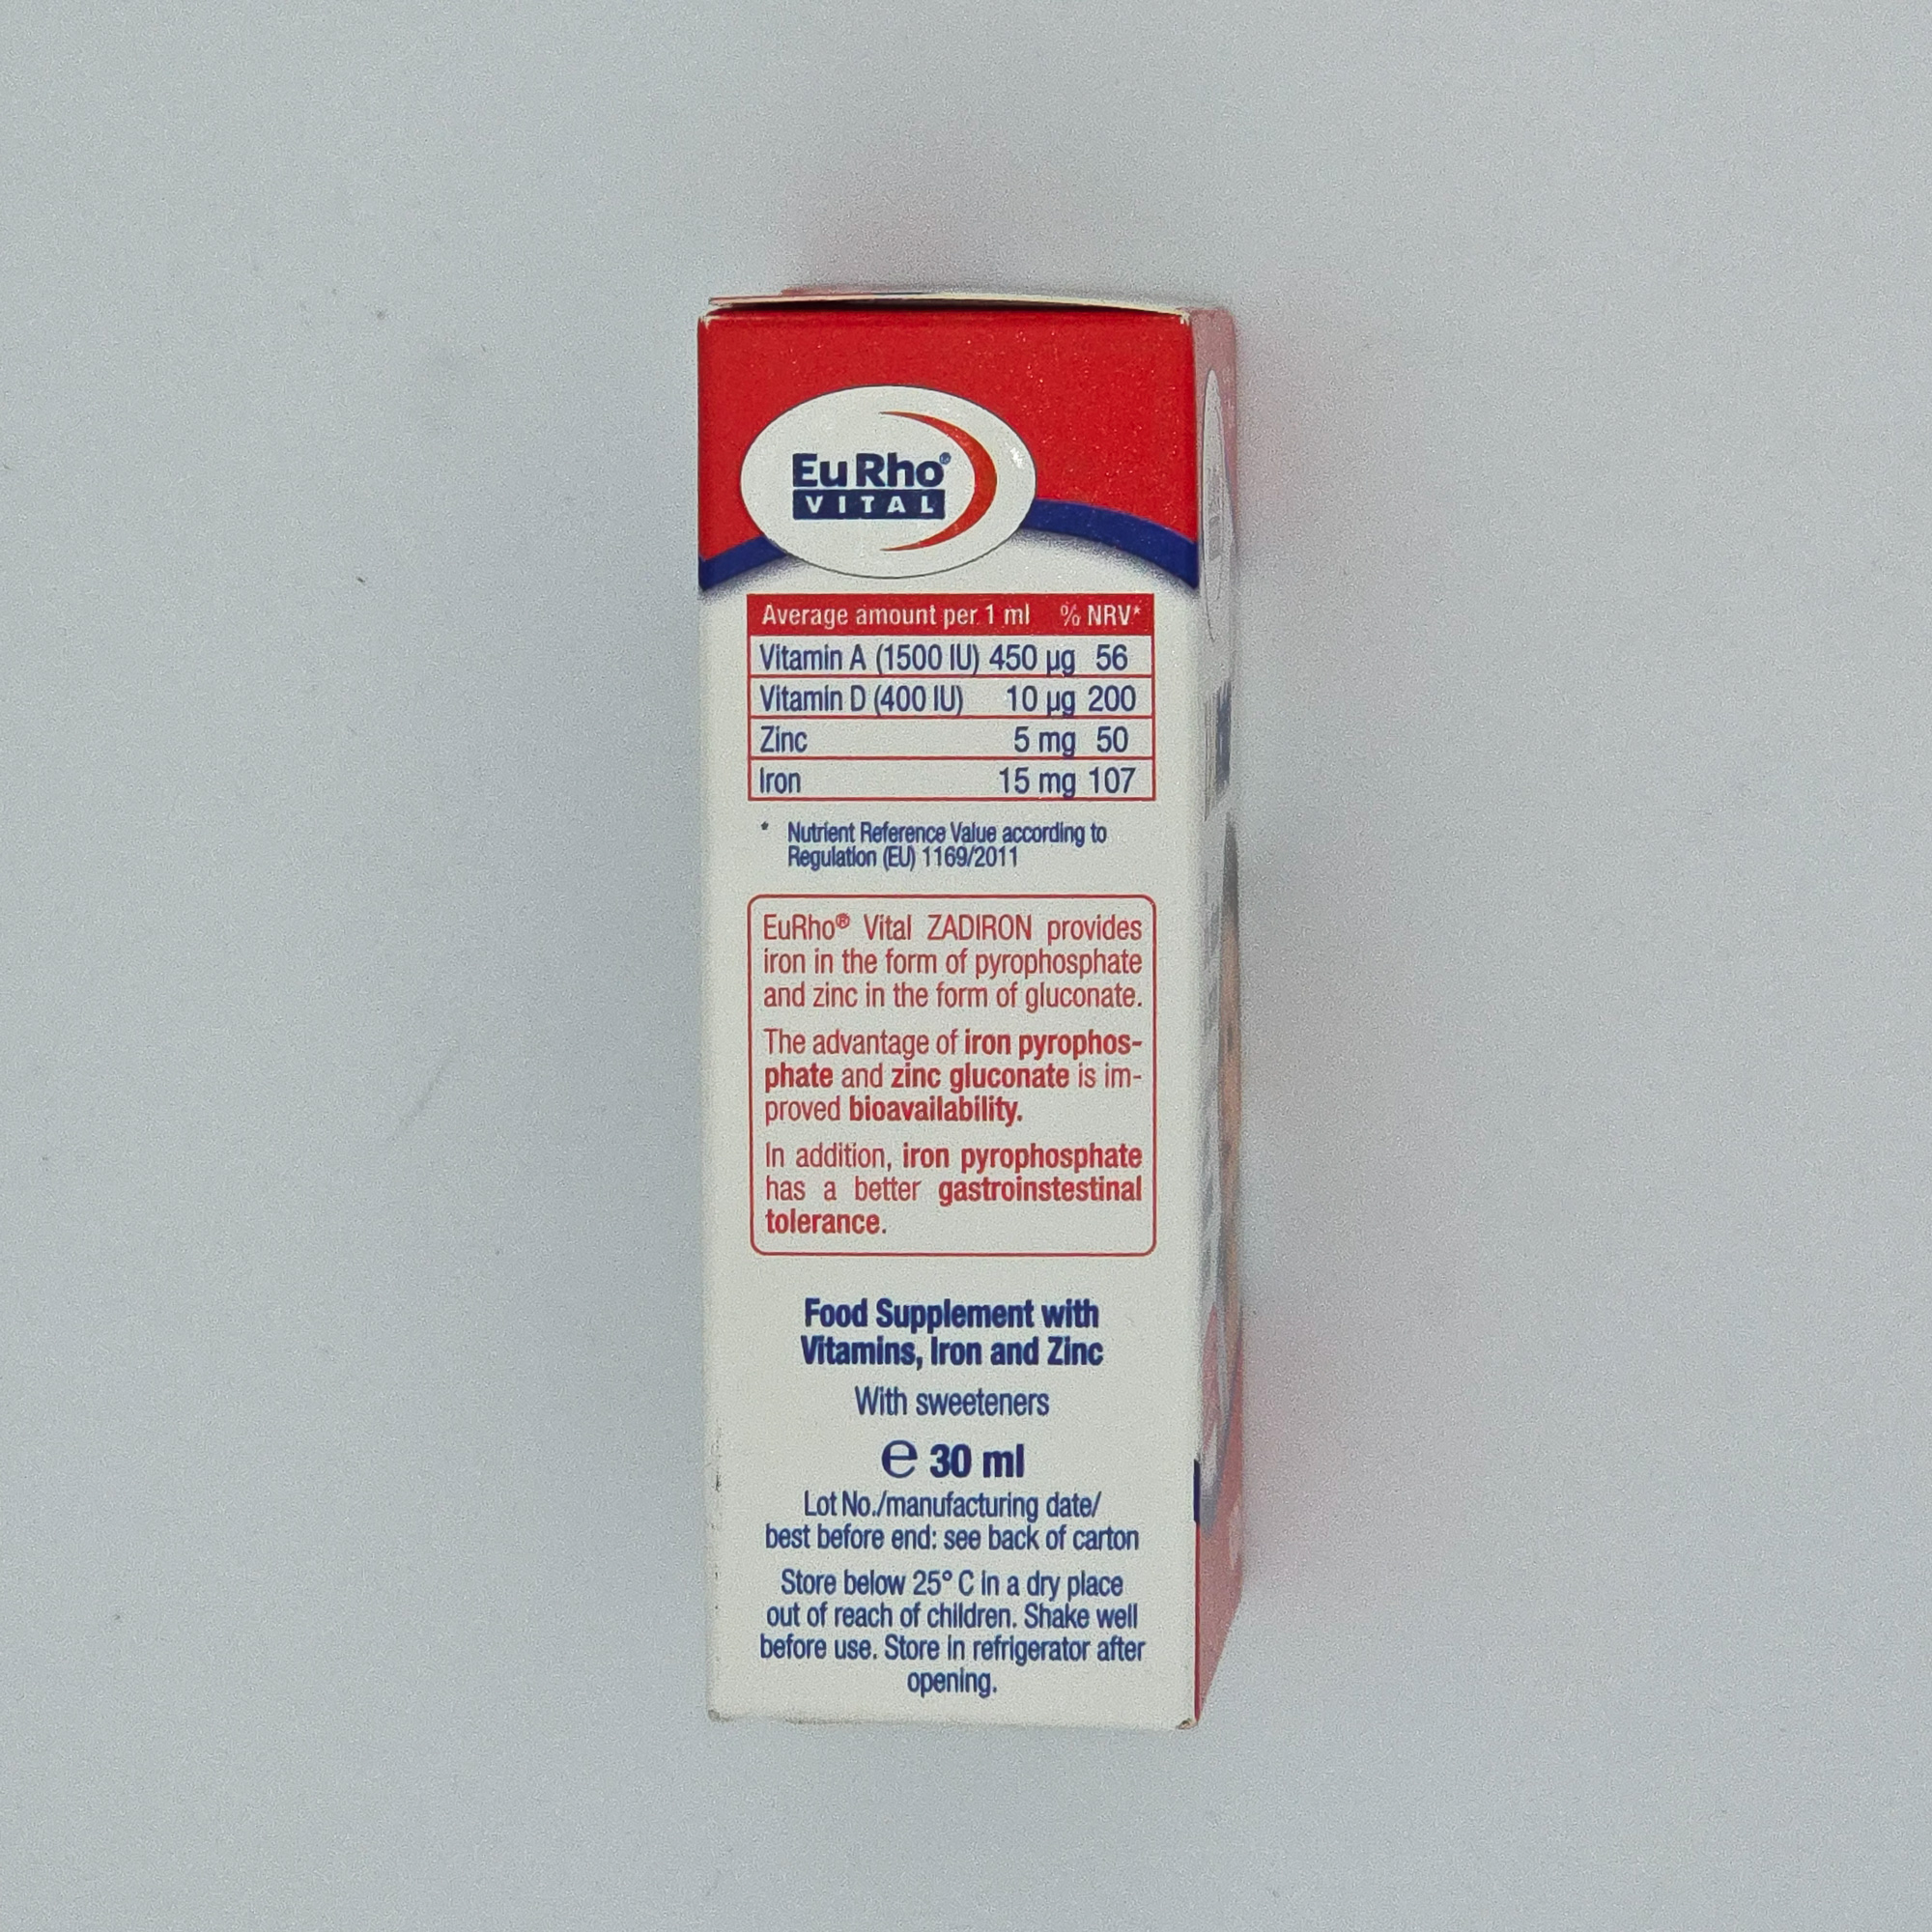 EuRho®
VITAL
Average amount per 1 ml % NRV*
Vitamin A (1500 IU) 450 µg 56
Vitamin D (400 IU) 10 µg 200
Zinc 5 mg 50
Iron 15 mg 107
* Nutrient Reference Value according to
Regulation (EU) 1169/2011
EuRho® Vital ZADIRON provides
iron in the form of pyrophosphate
and zinc in the form of gluconate.
The advantage of iron pyrophos-
phate and zinc gluconate is im-
proved bioavailability.
In addition, iron pyrophosphate
has a better gastroinstestinal
tolerance.
Food Supplement with
Vitamins, Iron and Zinc
With sweeteners
℮ 30 ml
Lot No./manufacturing date/
best before end: see back of carton
Store below 25° C in a dry place
out of reach of children. Shake well
before use. Store in refrigerator after
opening.